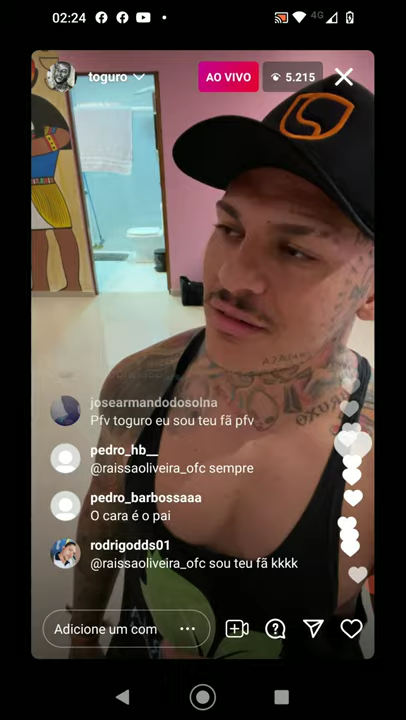 02:24
4G
toguro
AO VIVO
5.215
josearmandodosolna
Pfv toguro eu sou teu fã pfv
pedro_hb__
@raissaoliveira_ofc sempre
pedro_barbossaaa
O cara é o pai
rodrigodds01
@raissaoliveira_ofc sou teu fã kkkk
Adicione um com